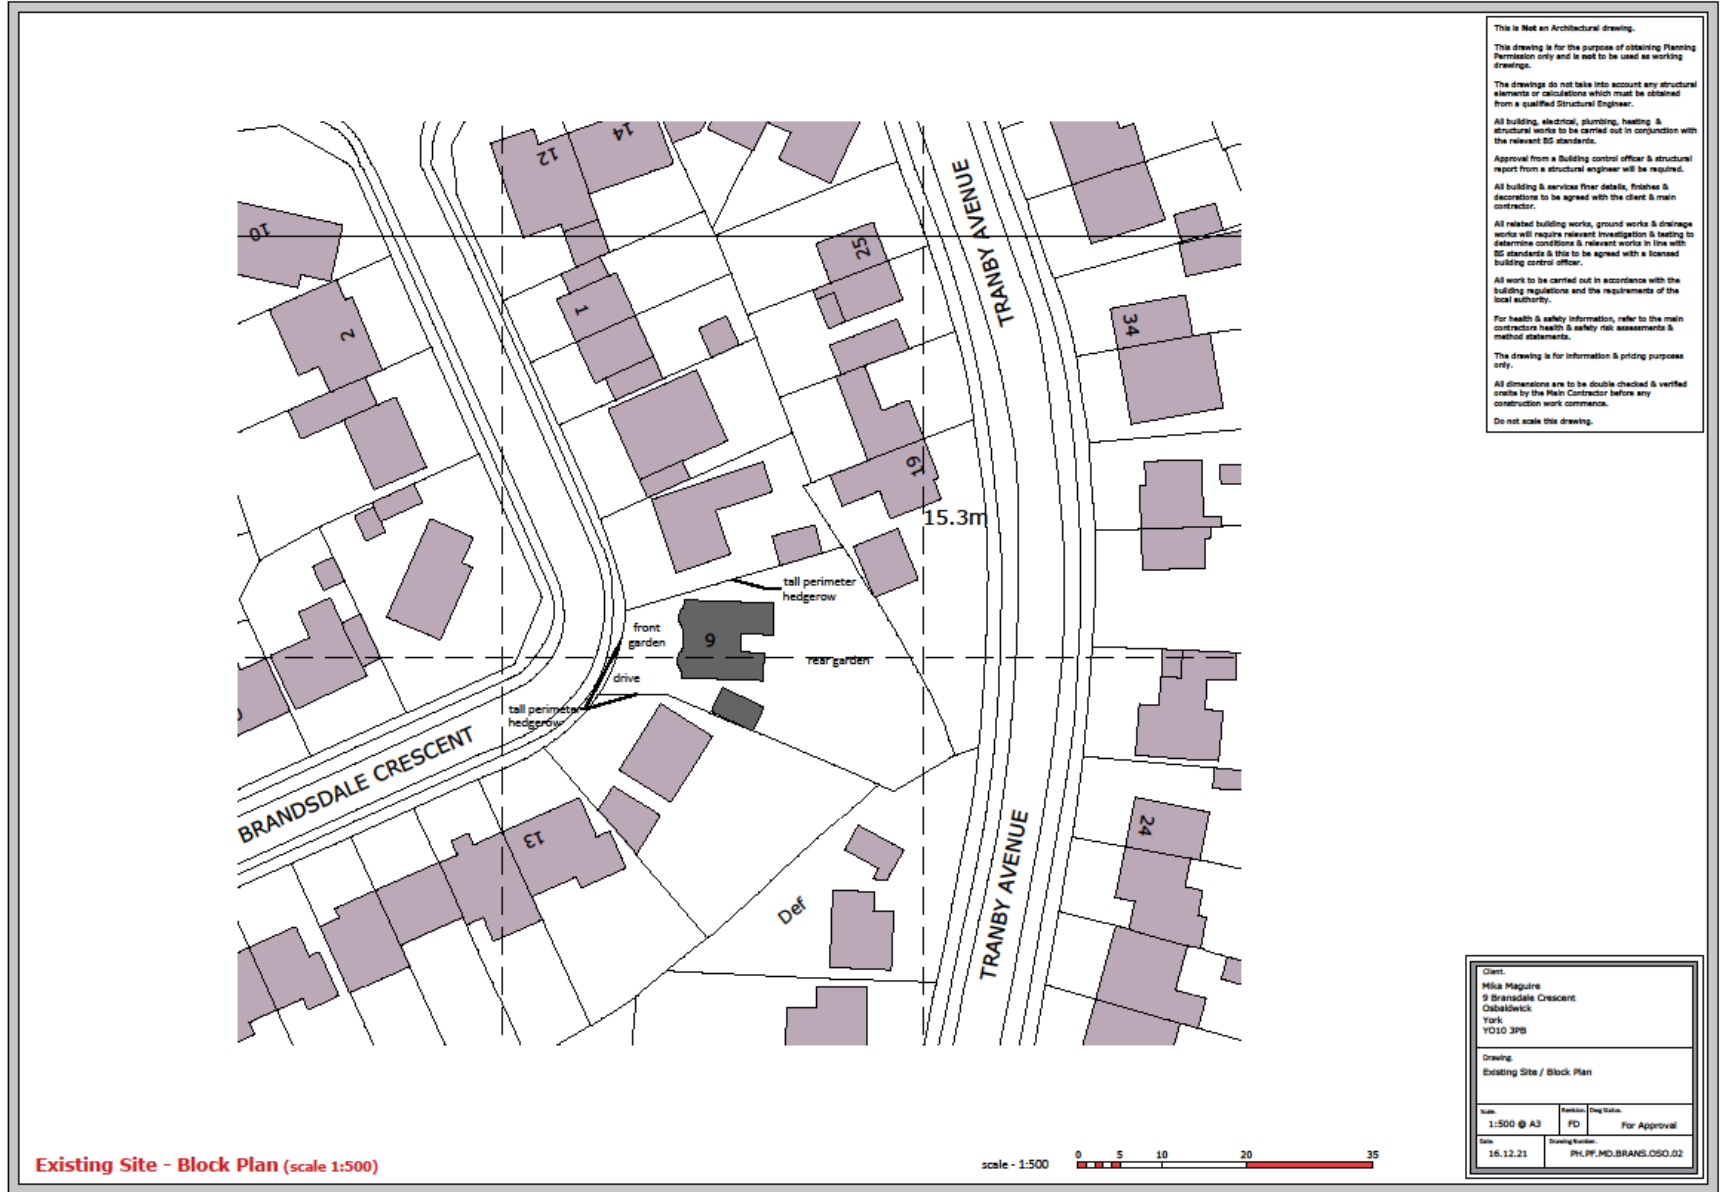 This is Not an Architectural drawing.
This drawing is for the purpose of obtaining Planning
Permission only and is not to be used as working
drawings.
The drawings do not take into account any structural
elements or calculations which must be obtained
from a qualified Structural Engineer.
All building, electrical, plumbing, heating &
structural works to be carried out in conjunction with
the relevant BS standards.
Approval from a Building control officer & structural
report from a structural engineer will be required.
All building & services finer details, finishes &
decorations to be agreed with the client & main
contractor.
All related building works, ground works & drainage
works will require relevant investigation & testing to
determine conditions & relevant works in line with
BS standards & this to be agreed with a licensed
building control officer.
All work to be carried out in accordance with the
building regulations and the requirements of the
local authority.
For health & safety information, refer to the main
contractors health & safety risk assessments &
method statements.
The drawing is for information & pricing purposes
only.
All dimensions are to be double checked & verified
onsite by the Main Contractor before any
construction work commence.
Do not scale this drawing.
12
14
10
2
1
25
TRANBY AVENUE
34
19
15.3m
tall perimeter
hedgerow
front
garden
9
rear garden
drive
tall perimeter
hedgerow
BRANDSDALE CRESCENT
13
24
TRANBY AVENUE
Def
Client.
Mike Maguire
9 Bransdale Crescent
Osbaldwick
York
YO10 3PB
Drawing.
Existing Site / Block Plan
Scale.
1:500 @ A3
Revision.
FD
Dwg Status.
For Approval
Date.
16.12.21
Drawing Number.
PH.PF.MD.BRANS.OSO.02
Existing Site - Block Plan (scale 1:500)
scale - 1:500
0 5 10 20 35